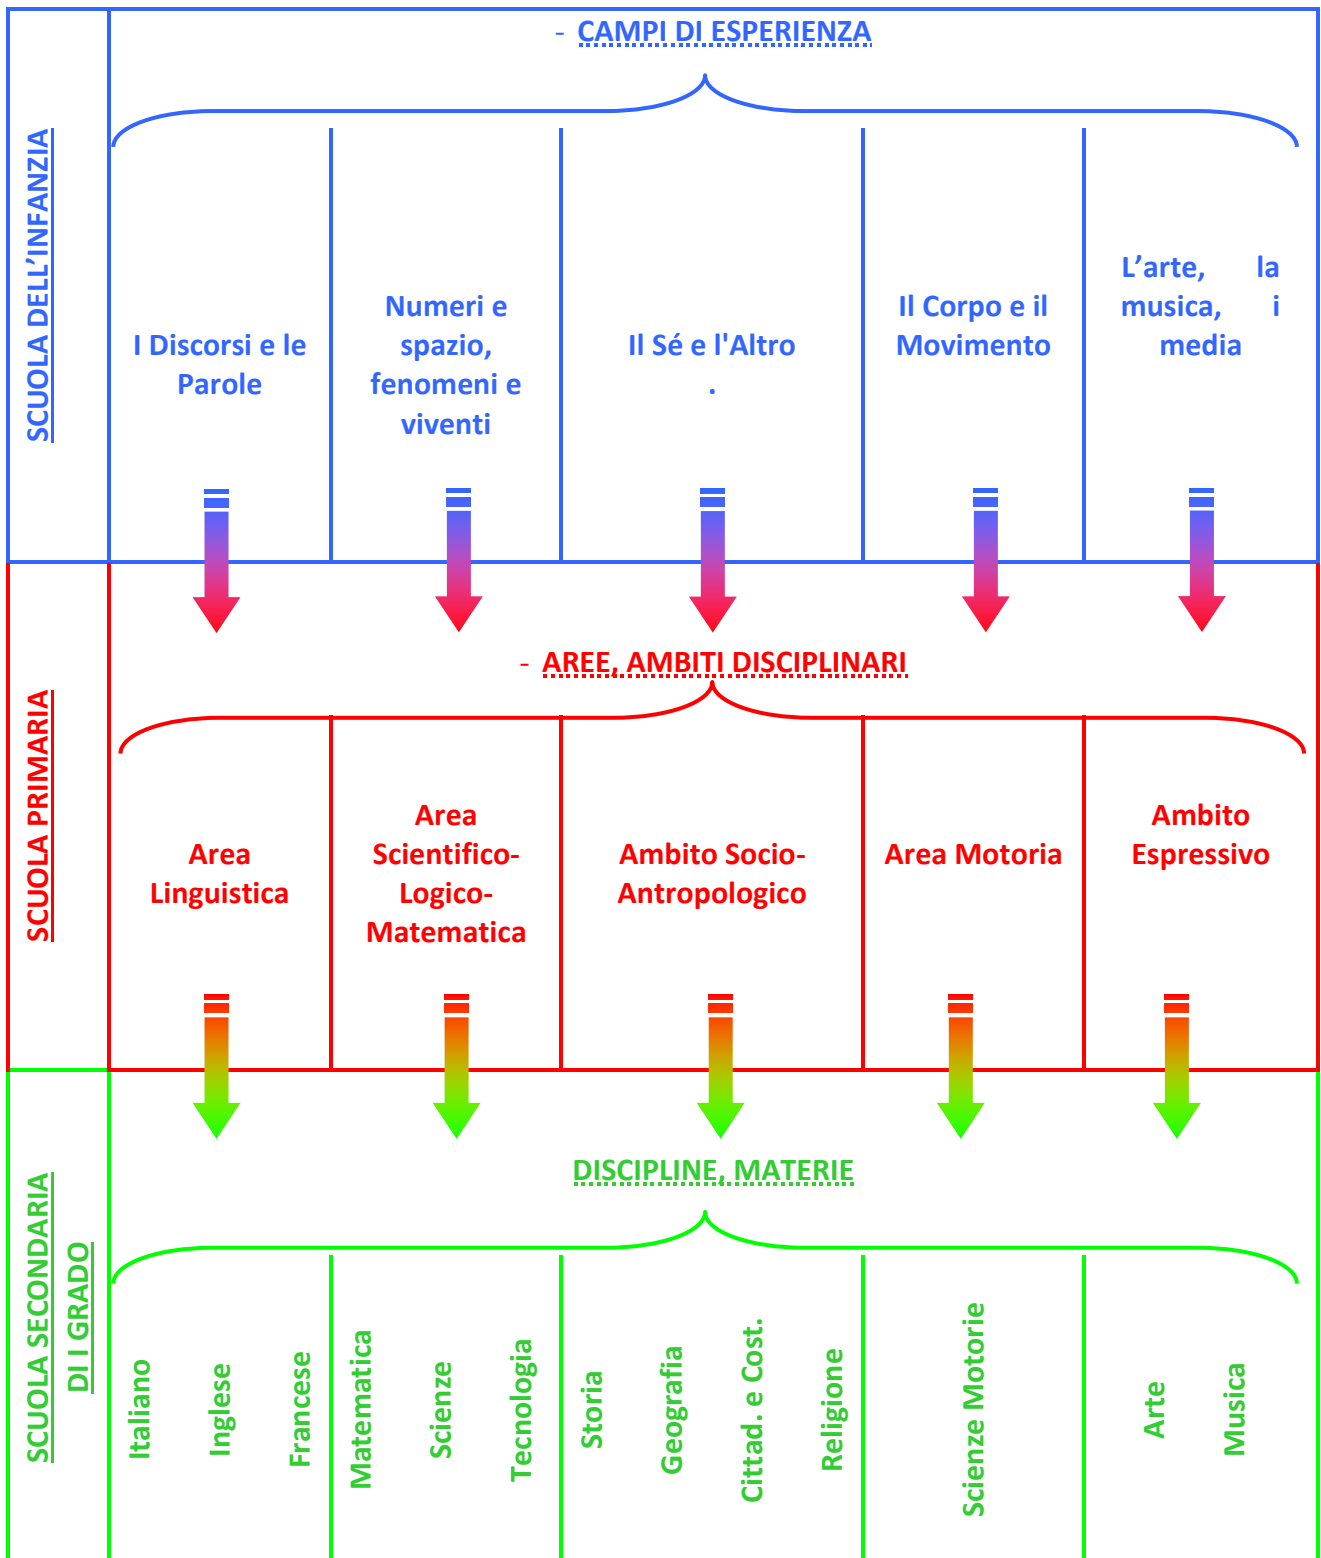 - CAMPI DI ESPERIENZA
SCUOLA DELL'INFANZIA
I Discorsi e le
Parole
Numeri e
spazio,
fenomeni e
viventi
Il Sé e l'Altro
.
Il Corpo e il
Movimento
L’arte, la
musica, i
media
- AREE, AMBITI DISCIPLINARI
SCUOLA PRIMARIA
Area
Linguistica
Area
Scientifico-
Logico-
Matematica
Ambito Socio-
Antropologico
Area Motoria
Ambito
Espressivo
DISCIPLINE, MATERIE
SCUOLA SECONDARIA
DI I GRADO
Italiano
Inglese
Francese
Matematica
Scienze
Tecnologia
Storia
Geografia
Cittad. e Cost.
Religione
Scienze Motorie
Arte
Musica